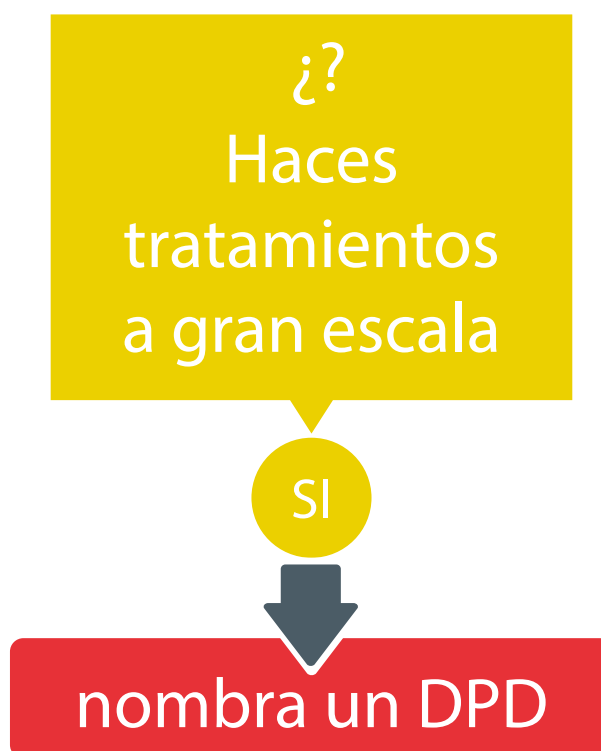 ¿?
Haces
tratamientos
a gran escala
SI
nombra un DPD